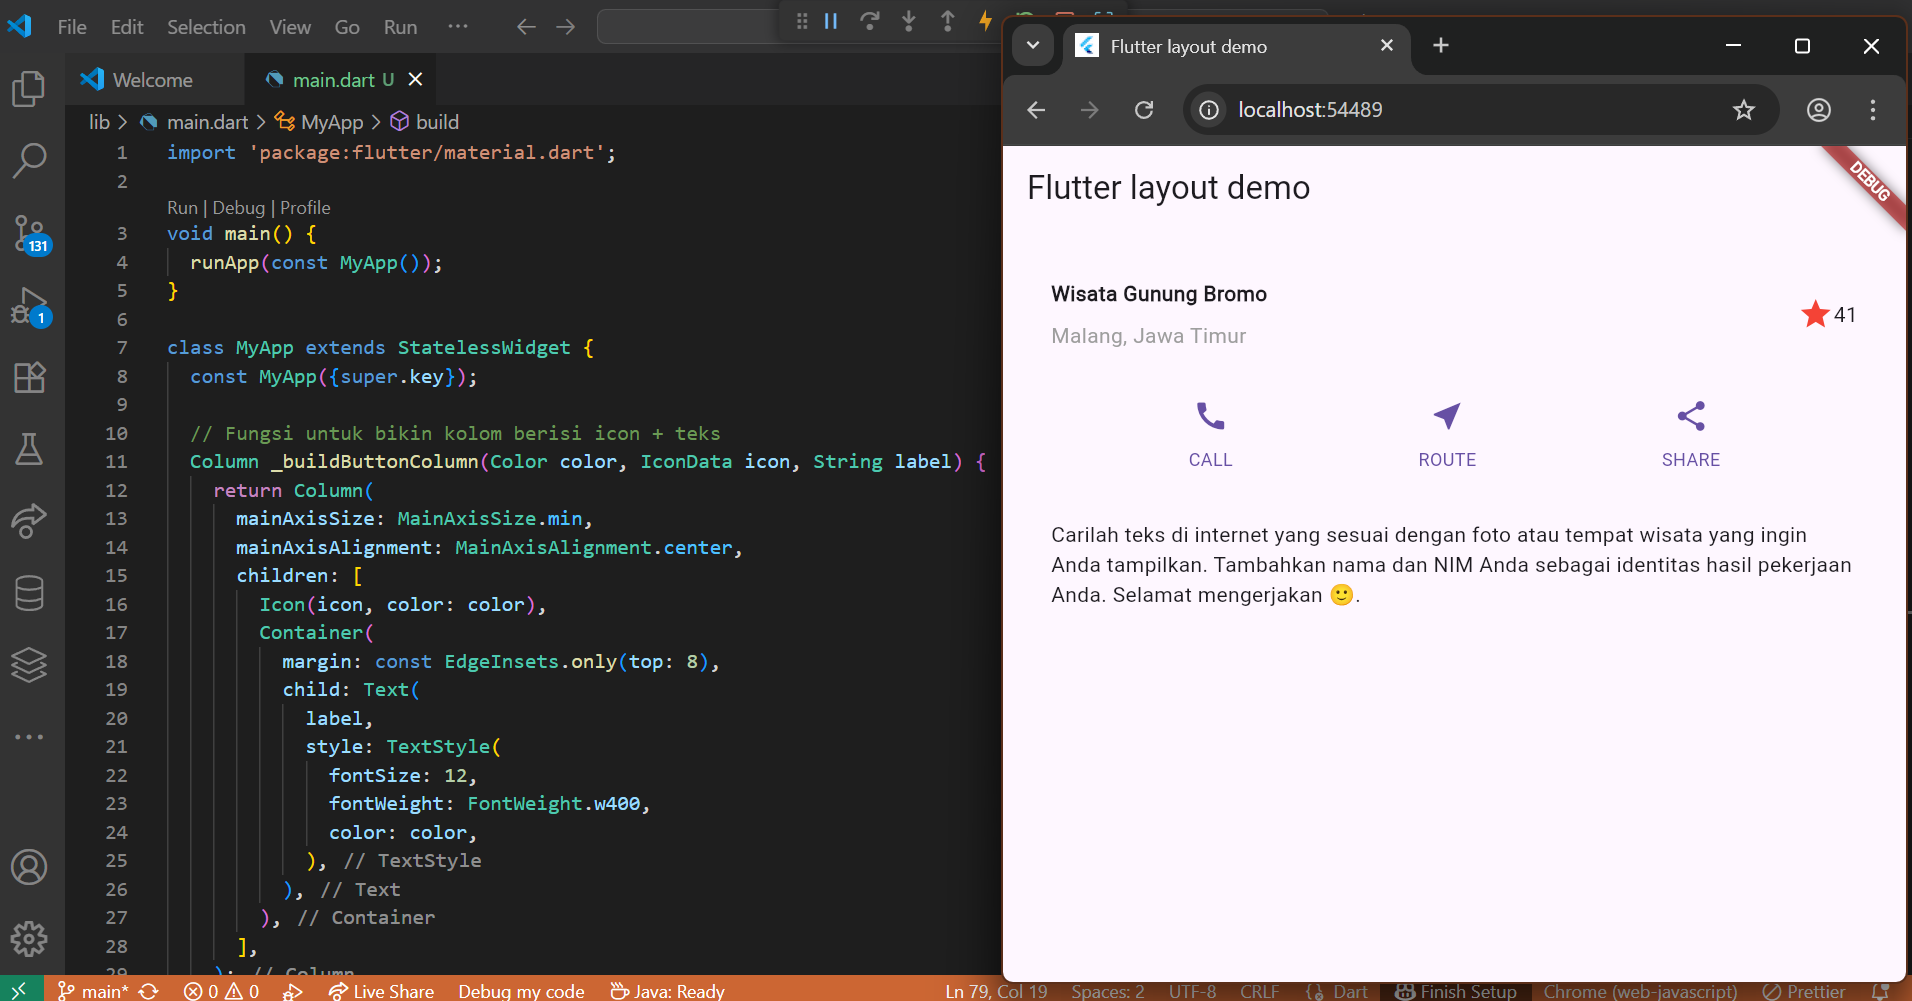 File Edit Selection View Go Run ···
Welcome main.dart U
lib > main.dart > MyApp > build
1 import 'package:flutter/material.dart';
2
Run | Debug | Profile
3 void main() {
4 runApp(const MyApp());
5 }
6
7 class MyApp extends StatelessWidget {
8 const MyApp({super.key});
9
10 // Fungsi untuk bikin kolom berisi icon + teks
11 Column _buildButtonColumn(Color color, IconData icon, String label) {
12 return Column(
13 mainAxisSize: MainAxisSize.min,
14 mainAxisAlignment: MainAxisAlignment.center,
15 children: [
16 Icon(icon, color: color),
17 Container(
18 margin: const EdgeInsets.only(top: 8),
19 child: Text(
20 label,
21 style: TextStyle(
22 fontSize: 12,
23 fontWeight: FontWeight.w400,
24 color: color,
25 ), // TextStyle
26 ), // Text
27 ), // Container
28 ],
29 ); // Column
131
1
main* 0 0 Live Share Debug my code Java: Ready Ln 79, Col 19 Spaces: 2 UTF-8 CRLF {} Dart Finish Setup Chrome (web-javascript) Prettier
Flutter layout demo
localhost:54489
Flutter layout demo
DEBUG
Wisata Gunung Bromo
Malang, Jawa Timur
41
CALL ROUTE SHARE
Carilah teks di internet yang sesuai dengan foto atau tempat wisata yang ingin
Anda tampilkan. Tambahkan nama dan NIM Anda sebagai identitas hasil pekerjaan
Anda. Selamat mengerjakan 🙂.